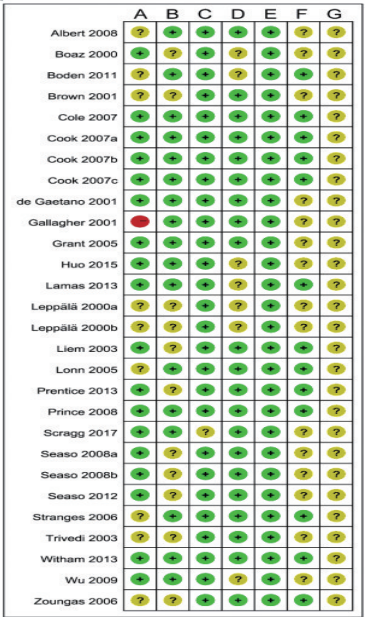 A B C D E F G
Albert 2008 ? + + + + ? ?
Boaz 2000 + ? + ? + ? ?
Boden 2011 ? + + ? + + ?
Brown 2001 ? ? + + + ? ?
Cole 2007 + + + + + + ?
Cook 2007a + + + + + + ?
Cook 2007b + + + + + + ?
Cook 2007c + + + + + + ?
de Gaetano 2001 + + + + + ? ?
Gallagher 2001 − + + + + ? ?
Grant 2005 + + + + + ? ?
Huo 2015 + + + ? + ? ?
Lamas 2013 + + + ? + + ?
Leppälä 2000a ? ? + ? + ? ?
Leppälä 2000b ? ? + ? + ? ?
Liem 2003 + ? + + + ? ?
Lonn 2005 ? + + + + + ?
Prentice 2013 + ? + + + + ?
Prince 2008 + + + + + + ?
Scragg 2017 + + ? + + ? ?
Seaso 2008a + ? + + + ? ?
Seaso 2008b + ? + + + ? ?
Seaso 2012 + ? + + + ? ?
Stranges 2006 ? + + + + + ?
Trivedi 2003 ? ? + + + ? ?
Witham 2013 + + + + + + ?
Wu 2009 + + + ? + ? ?
Zoungas 2006 ? ? + + + + ?